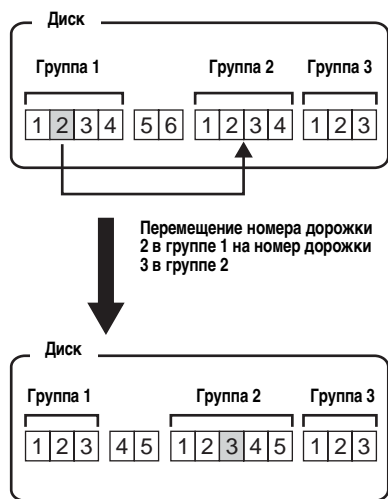 Диск
Группа 1 Группа 2 Группа 3
1 2 3 4 5 6 1 2 3 4 1 2 3
Перемещение номера дорожки
2 в группе 1 на номер дорожки
3 в группе 2
Диск
Группа 1 Группа 2 Группа 3
1 2 3 4 5 1 2 3 4 5 1 2 3